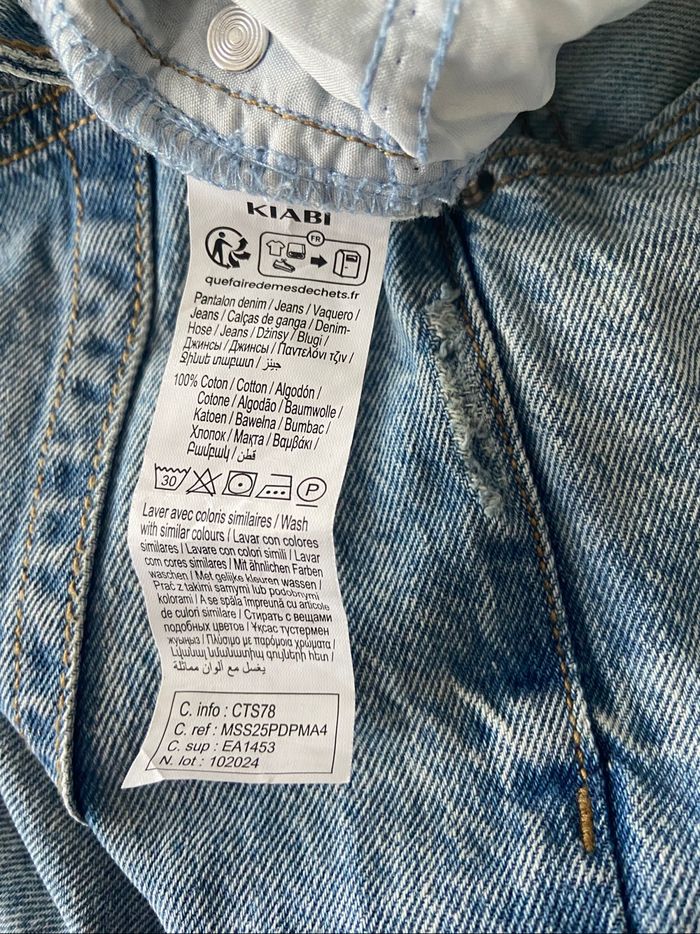 KIABI
FR
quefairedemesdechets.fr
Pantalon denim / Jeans / Vaquero /
Jeans / Calças de ganga / Denim-
Hose / Jeans / Dżinsy / Blugi /
Джинсы / Джинсы / Παντελόνι τζιν /
Ջինսե տաբատ / جينز
100% Coton / Cotton / Algodón /
Cotone / Algodão / Baumwolle /
Katoen / Bawełna / Bumbac /
Хлопок / Мақта / Βαμβάκι /
Բամբակ / قطن
30 P
Laver avec coloris similaires / Wash
with similar colours / Lavar con colores
similares / Lavare con colori simili / Lavar
com cores similares / Mit ähnlichen Farben
waschen / Met gelijke kleuren wassen /
Prać z takimi samymi lub podobnymi
kolorami / A se spăla împreună cu articole
de culori similare / Стирать с вещами
подобных цветов / Ұқсас түстермен
жуыңыз / Πλύσιμο με παρόμοια χρώματα /
Լվանալ նմանատիպ գույների հետ /
يغسل مع ألوان مماثلة
C. info : CTS78
C. ref : MSS25PDPMA4
C. sup : EA1453
N. lot : 102024